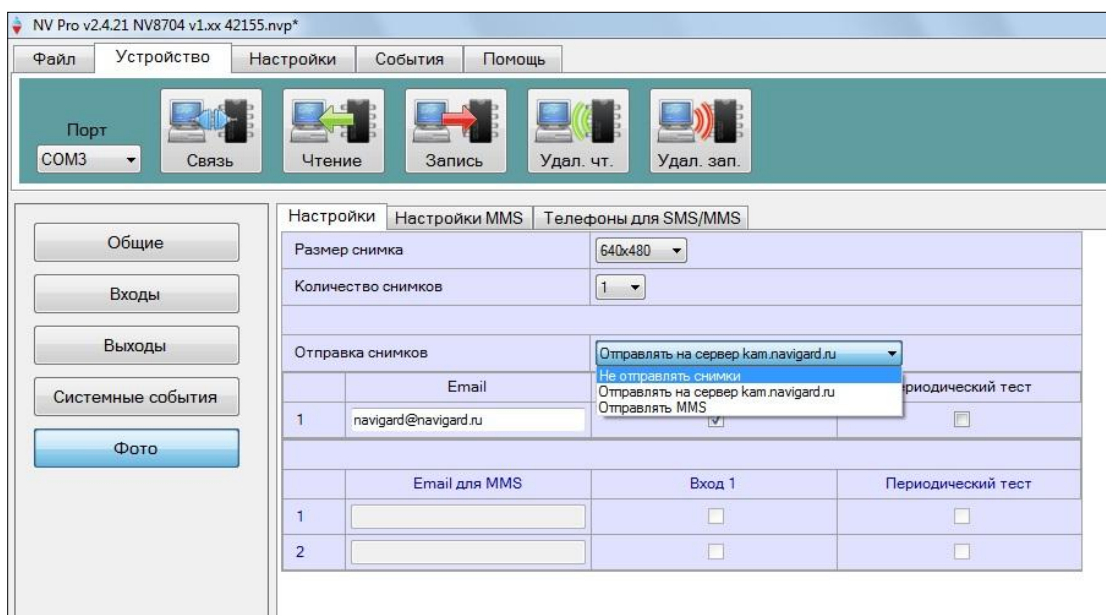 NV Pro v2.4.21 NV8704 v1.xx 42155.nvp*
Файл Устройство Настройки События Помощь
Порт
COM3 Связь Чтение Запись Удал. чт. Удал. зап.
Настройки Настройки MMS Телефоны для SMS/MMS
Общие
Входы
Выходы
Системные события
Фото
Размер снимка 640x480
Количество снимков 1
Отправка снимков Отправлять на сервер kam.navigard.ru
Не отправлять снимки
Отправлять на сервер kam.navigard.ru
Отправлять MMS
Email тест
1 navigard@navigard.ru
Email для MMS Вход 1 Периодический тест
1
2